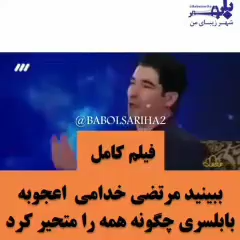 شهر زیبای من
@BABOLSARIHA2
فیلم کامل
ببینید مرتضی خدامی اعجوبه
بابلسری چگونه همه را متحیر کرد